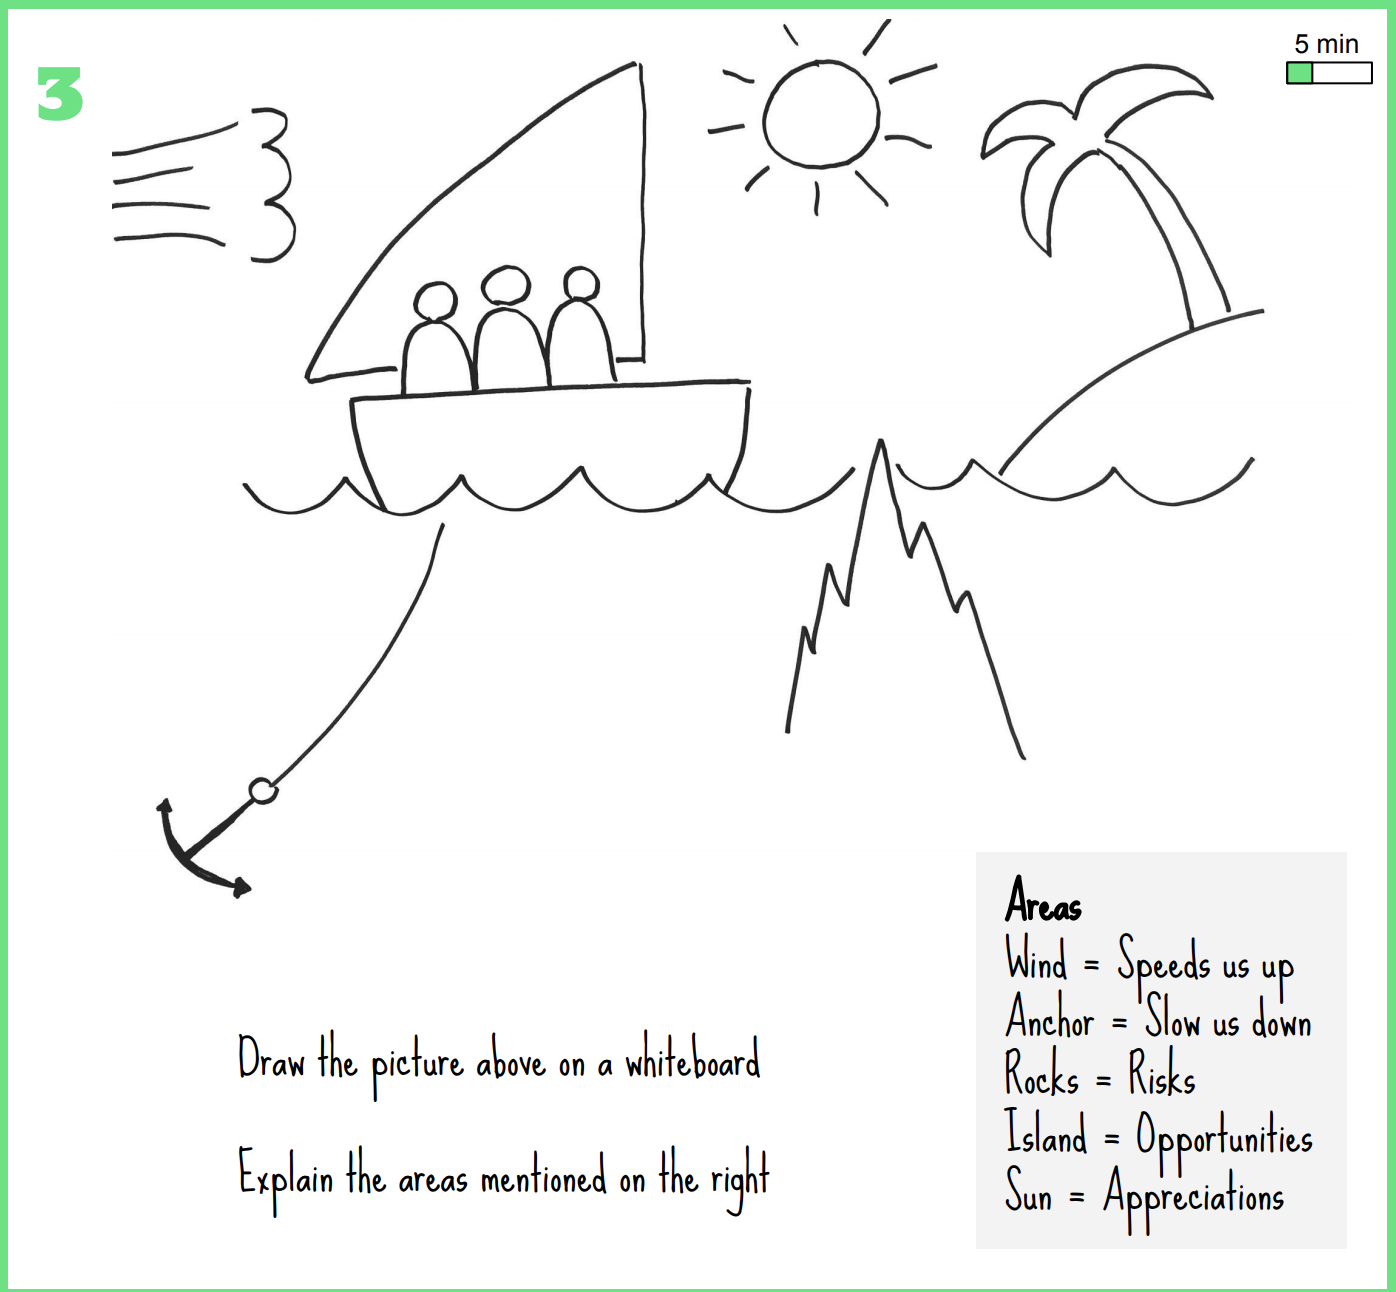 3
5 min
Areas
Wind = Speeds us up
Anchor = Slow us down
Rocks = Risks
Island = Opportunities
Sun = Appreciations
Draw the picture above on a whiteboard
Explain the areas mentioned on the right